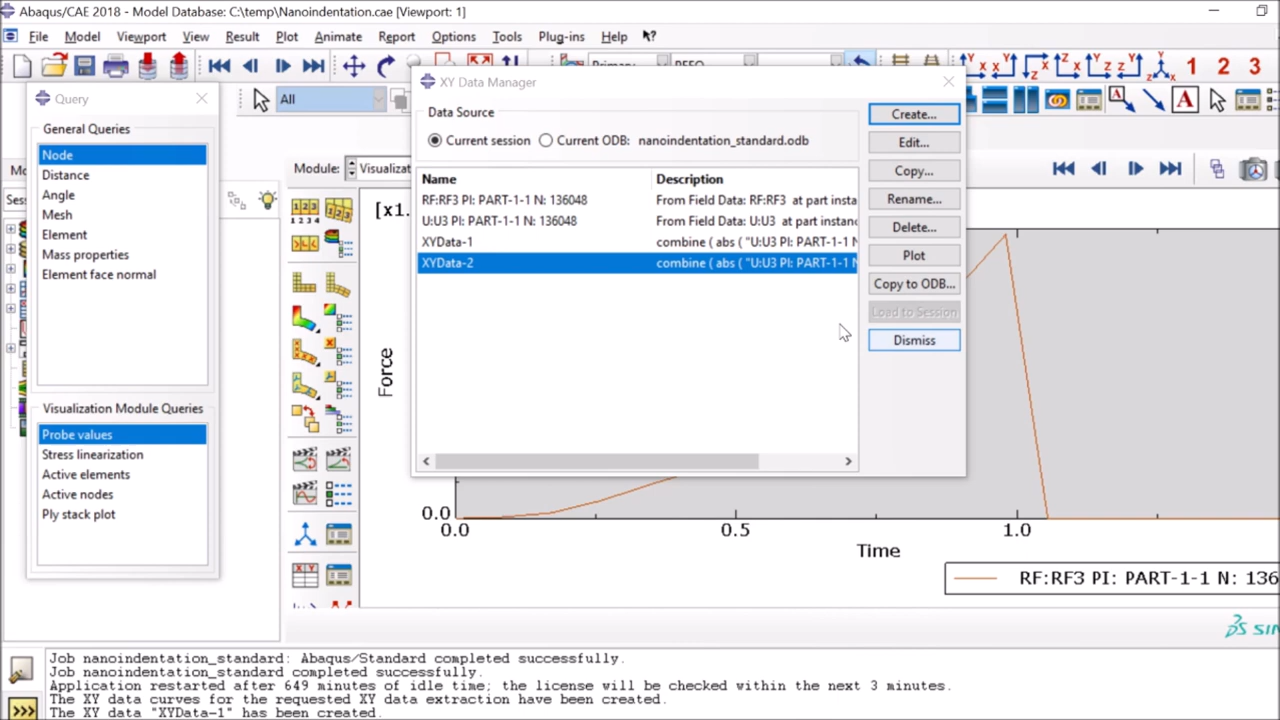 Abaqus/CAE 2018 - Model Database: C:\temp\Nanoindentation.cae [Viewport: 1]
File Model Viewport View Result Plot Animate Report Options Tools Plug-ins Help
1 2 3
Query
All
XY Data Manager
General Queries
Node
Distance
Angle
Mesh
Element
Mass properties
Element face normal
Visualization Module Queries
Probe values
Stress linearization
Active elements
Active nodes
Ply stack plot
Module: Visualizat
Data Source
Current session Current ODB: nanoindentation_standard.odb
Name Description
RF:RF3 PI: PART-1-1 N: 136048 From Field Data: RF:RF3 at part insta
U:U3 PI: PART-1-1 N: 136048 From Field Data: U:U3 at part instanc
XYData-1 combine ( abs ( "U:U3 PI: PART-1-1 N
XYData-2 combine ( abs ( "U:U3 PI: PART-1-1 N
Create...
Edit...
Copy...
Rename...
Delete...
Plot
Copy to ODB...
Load to Session
Dismiss
[x1.
Force
0.0
0.0 0.5 1.0
Time
RF:RF3 PI: PART-1-1 N: 136
Job nanoindentation_standard: Abaqus/Standard completed successfully.
Job nanoindentation_standard completed successfully.
Application restarted after 649 minutes of idle time; the license will be checked within the next 3 minutes.
The XY data curves for the requested XY data extraction have been created.
The XY data "XYData-1" has been created.